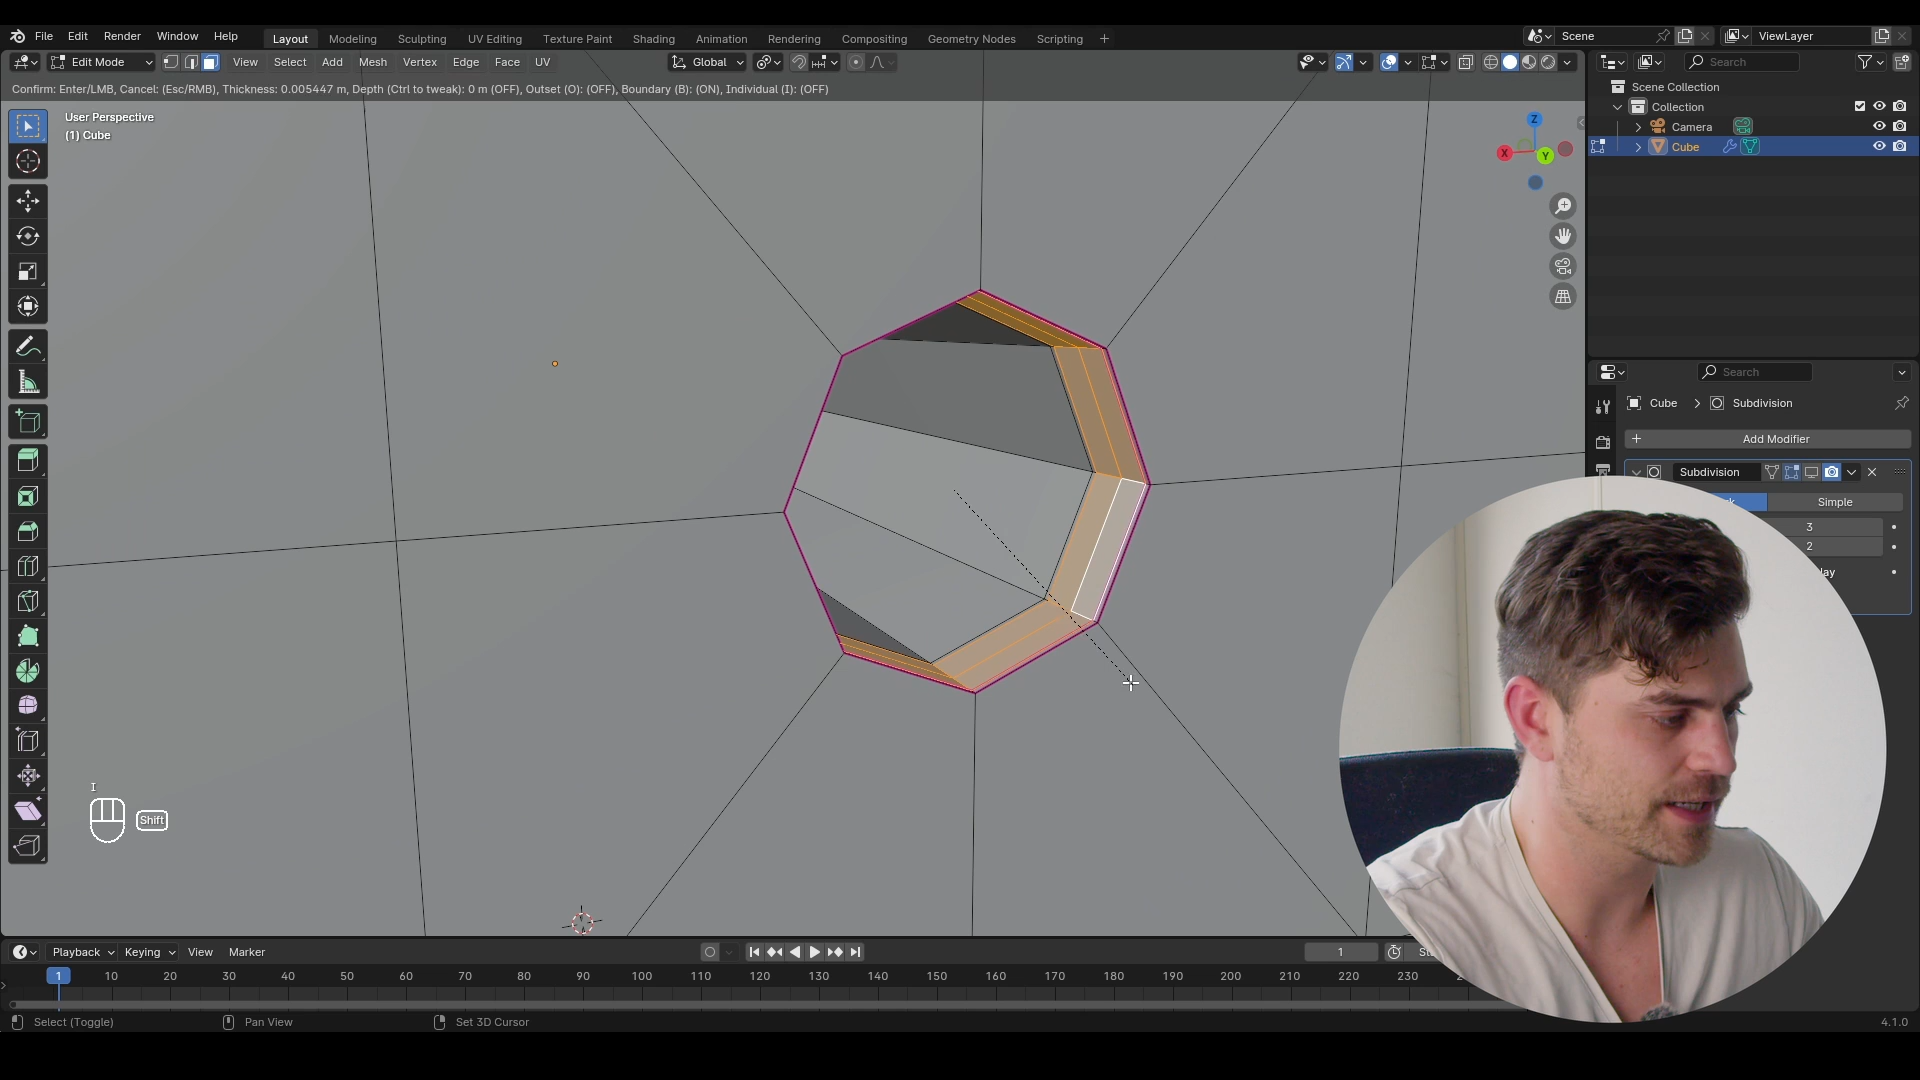 File Edit Render Window Help Layout Modeling Sculpting UV Editing Texture Paint Shading Animation Rendering Compositing Geometry Nodes Scripting + Scene ViewLayer
Edit Mode View Select Add Mesh Vertex Edge Face UV Global Search
Confirm: Enter/LMB, Cancel: (Esc/RMB), Thickness: 0.005447 m, Depth (Ctrl to tweak): 0 m (OFF), Outset (O): (OFF), Boundary (B): (ON), Individual (I): (OFF)
Scene Collection
Collection
Camera
Cube
User Perspective
(1) Cube
Z
X
Y
Search
Cube > Subdivision
+ Add Modifier
Subdivision
Simple
3
2
I
Shift
Playback Keying View Marker 1
1 10 20 30 40 50 60 70 80 90 100 110 120 130 140 150 160 170 180 190 200 210 220 230
Select (Toggle) Pan View Set 3D Cursor 4.1.0